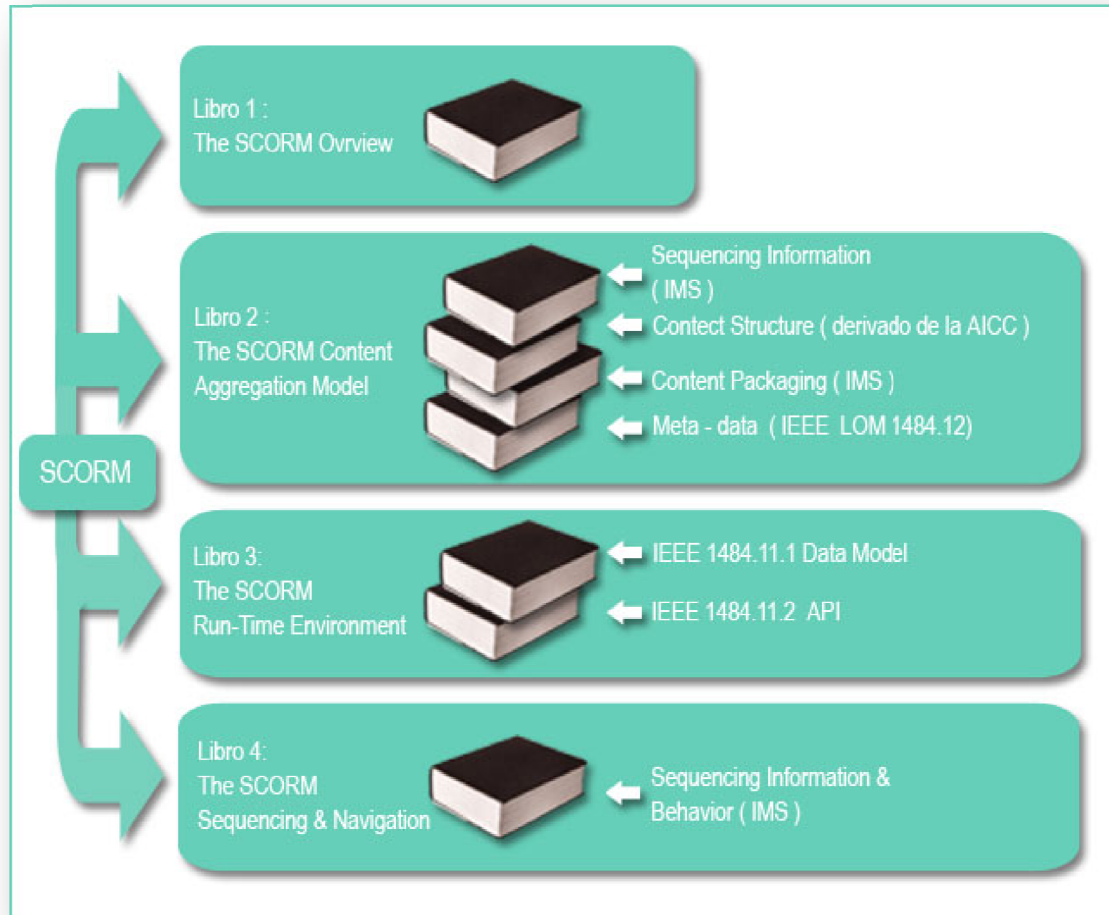 SCORM
Libro 1 :
The SCORM Ovrview
Libro 2 :
The SCORM Content
Aggregation Model
Sequencing Information
( IMS )
Contect Structure ( derivado de la AICC )
Content Packaging ( IMS )
Meta - data ( IEEE LOM 1484.12)
Libro 3:
The SCORM
Run-Time Environment
IEEE 1484.11.1 Data Model
IEEE 1484.11.2 API
Libro 4:
The SCORM
Sequencing & Navigation
Sequencing Information &
Behavior ( IMS )